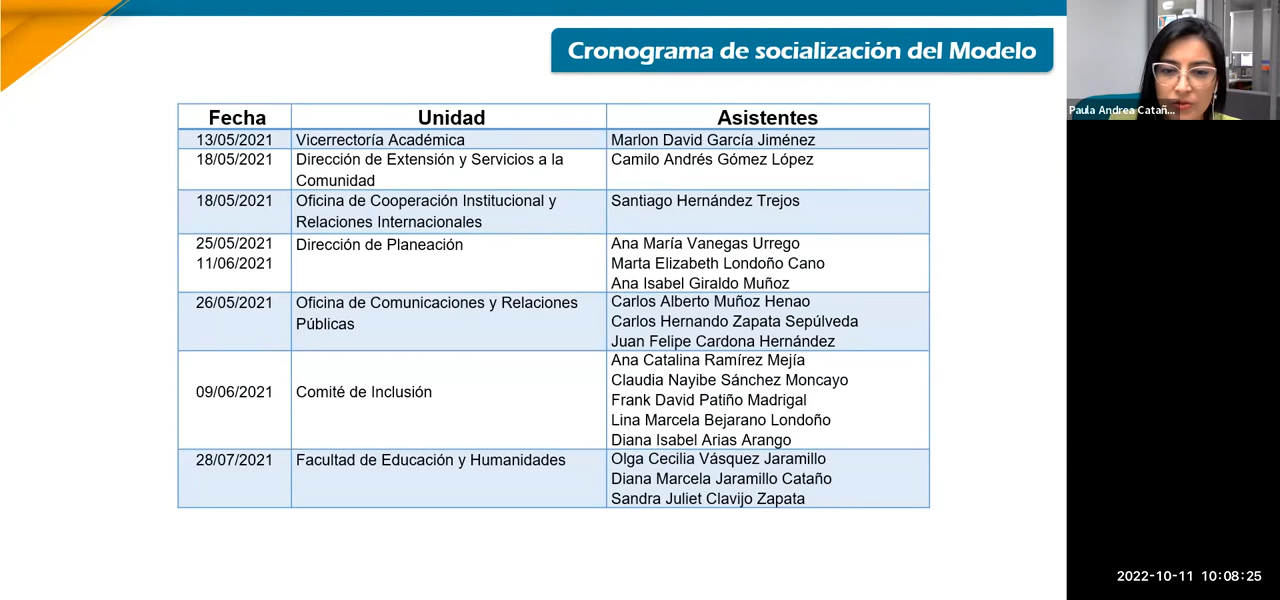 Cronograma de socialización del Modelo
Paula Andrea Catañ...
Fecha Unidad Asistentes
13/05/2021 Vicerrectoría Académica Marlon David García Jiménez
18/05/2021 Dirección de Extensión y Servicios a la Camilo Andrés Gómez López
Comunidad
18/05/2021 Oficina de Cooperación Institucional y Santiago Hernández Trejos
Relaciones Internacionales
25/05/2021 Dirección de Planeación Ana María Vanegas Urrego
11/06/2021 Marta Elizabeth Londoño Cano
Ana Isabel Giraldo Muñoz
26/05/2021 Oficina de Comunicaciones y Relaciones Carlos Alberto Muñoz Henao
Públicas Carlos Hernando Zapata Sepúlveda
Juan Felipe Cardona Hernández
Ana Catalina Ramírez Mejía
Claudia Nayibe Sánchez Moncayo
09/06/2021 Comité de Inclusión Frank David Patiño Madrigal
Lina Marcela Bejarano Londoño
Diana Isabel Arias Arango
28/07/2021 Facultad de Educación y Humanidades Olga Cecilia Vásquez Jaramillo
Diana Marcela Jaramillo Cataño
Sandra Juliet Clavijo Zapata
2022-10-11 10:08:25